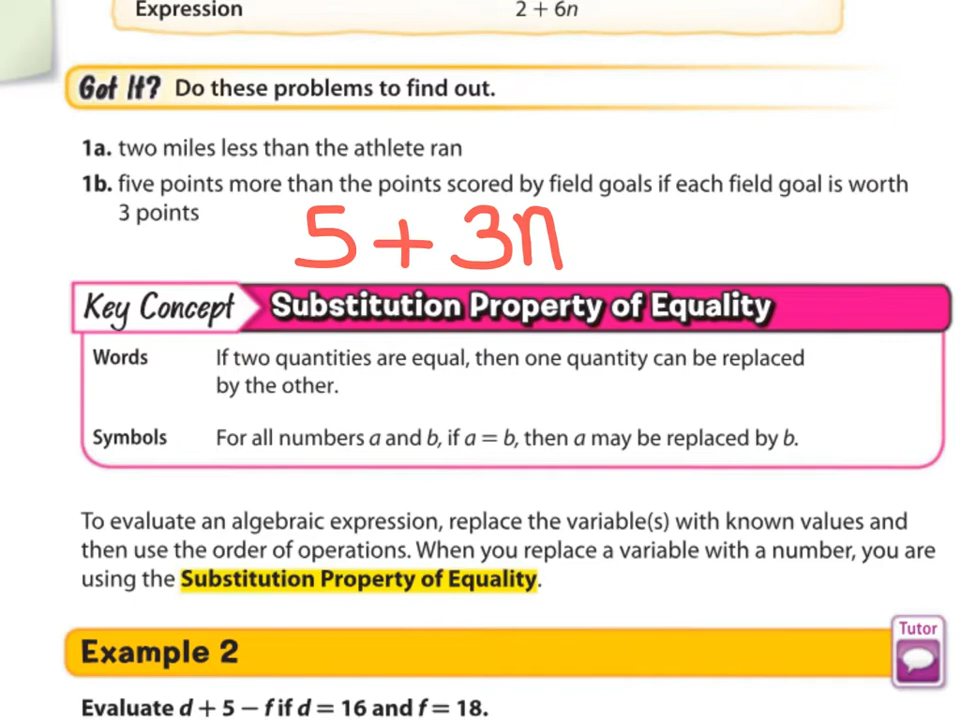 Expression 2 + 6n
Got It? Do these problems to find out.
1a. two miles less than the athlete ran
1b. five points more than the points scored by field goals if each field goal is worth
3 points
5 + 3n
Key Concept Substitution Property of Equality
Words If two quantities are equal, then one quantity can be replaced
by the other.
Symbols For all numbers a and b, if a = b, then a may be replaced by b.
To evaluate an algebraic expression, replace the variable(s) with known values and
then use the order of operations. When you replace a variable with a number, you are
using the Substitution Property of Equality.
Tutor
Example 2
Evaluate d + 5 − f if d = 16 and f = 18.